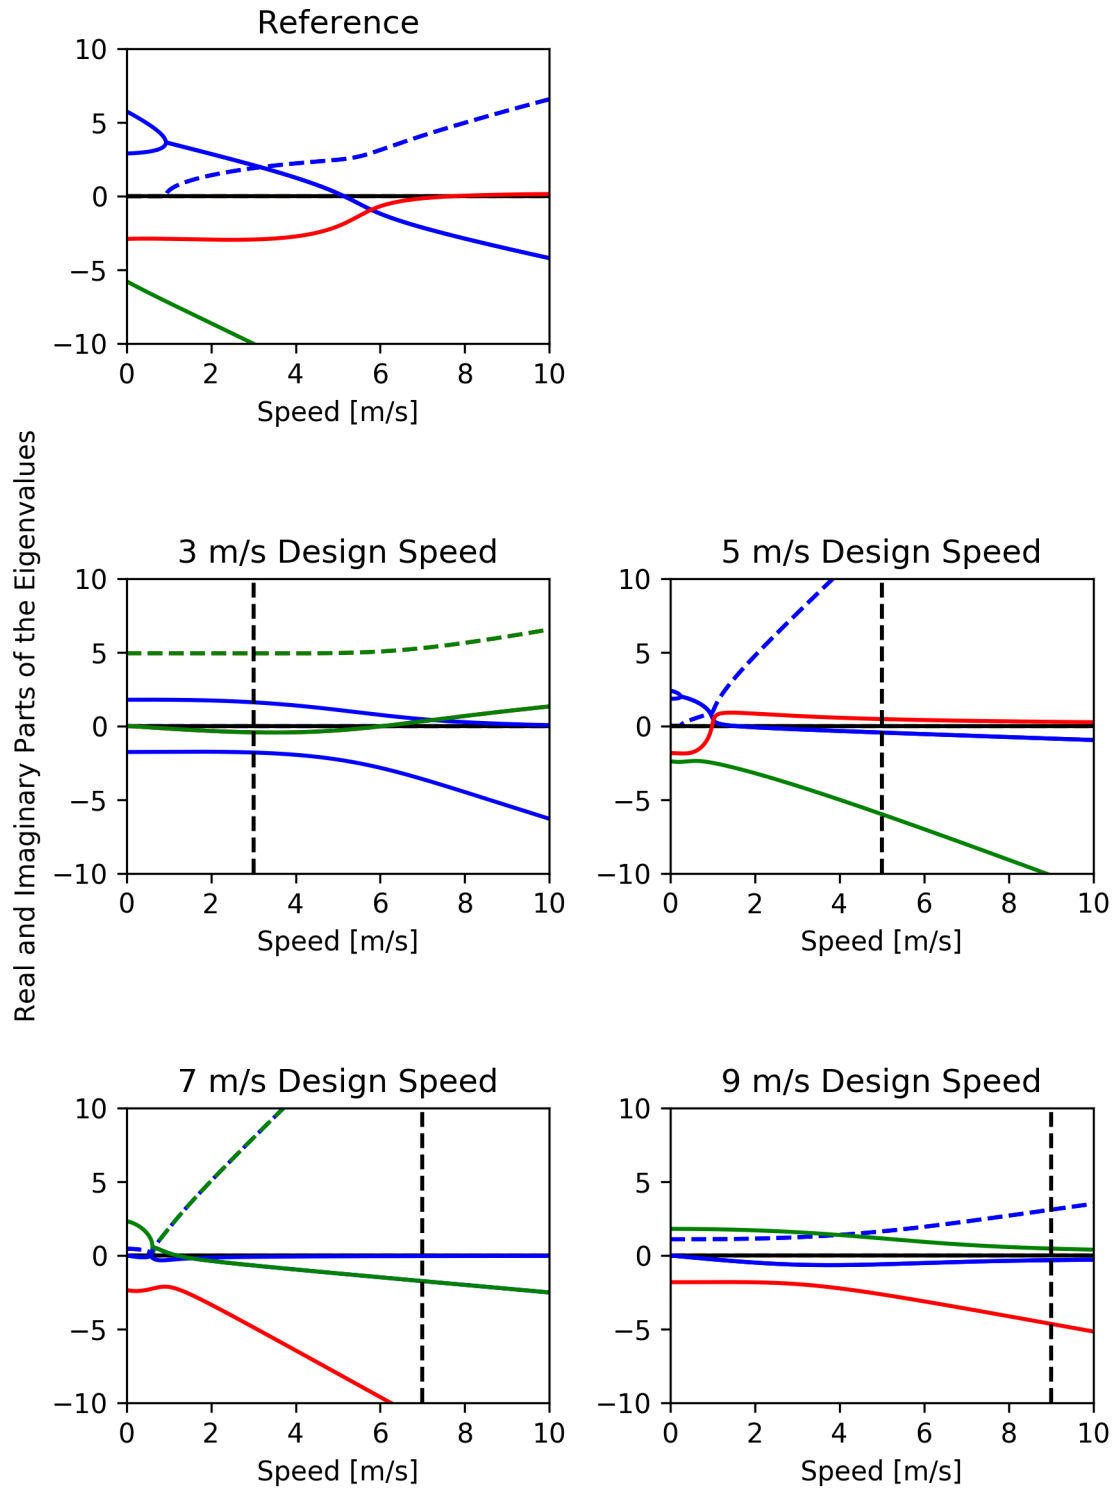 Reference
10
5
0
−5
−10
0 2 4 6 8 10
Speed [m/s]
Real and Imaginary Parts of the Eigenvalues
3 m/s Design Speed
10
5
0
−5
−10
0 2 4 6 8 10
Speed [m/s]
5 m/s Design Speed
10
5
0
−5
−10
0 2 4 6 8 10
Speed [m/s]
7 m/s Design Speed
10
5
0
−5
−10
0 2 4 6 8 10
Speed [m/s]
9 m/s Design Speed
10
5
0
−5
−10
0 2 4 6 8 10
Speed [m/s]